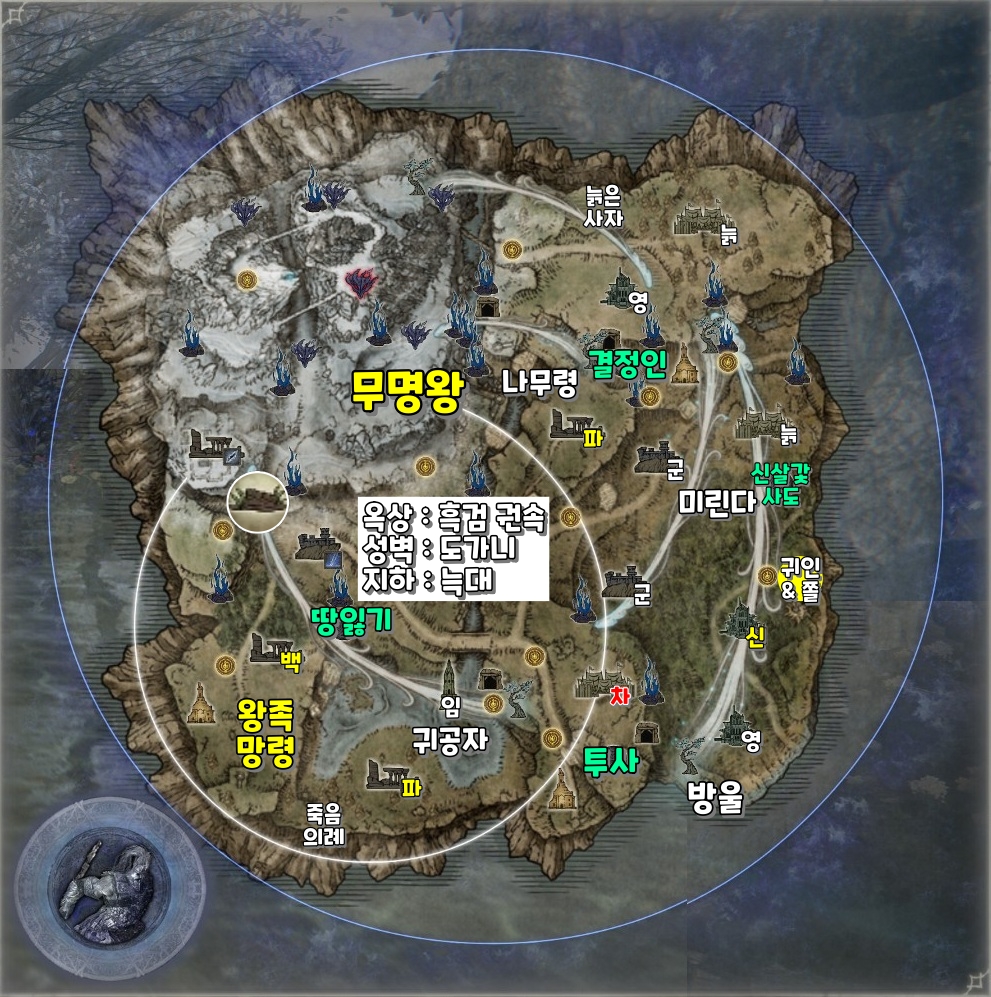 늙은
사자
늙
영
결정인
나무령
무명왕
파
늙
군
신살갗
사도
미린다
옥상 : 흑검 권속
성벽 : 도가니
지하 : 늑대
귀인
& 쫄
군
땅잃기
신
백
차
임
왕족
망령
귀공자
영
투사
파
방울
죽음
의례